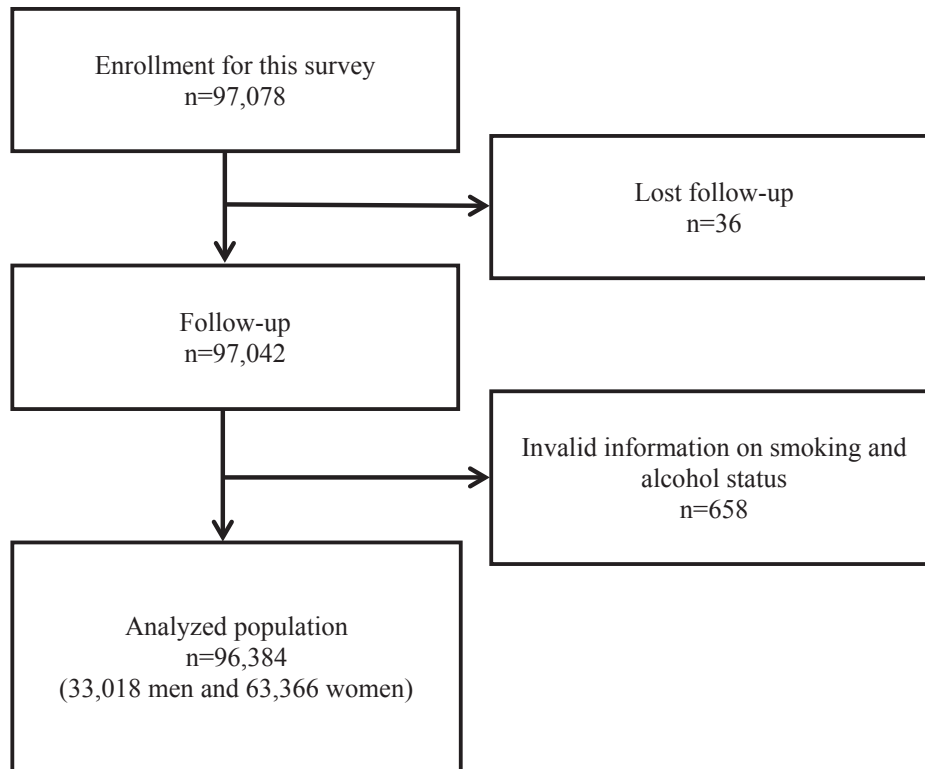 Enrollment for this survey
n=97,078
Lost follow-up
n=36
Follow-up
n=97,042
Invalid information on smoking and
alcohol status
n=658
Analyzed population
n=96,384
(33,018 men and 63,366 women)